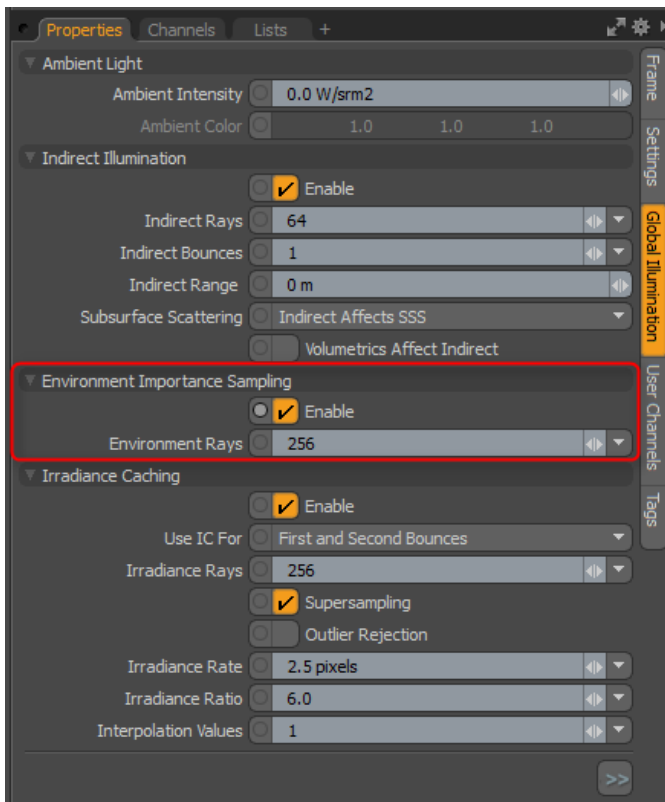 Properties Channels Lists +
Ambient Light
Ambient Intensity 0.0 W/srm2
Ambient Color 1.0 1.0 1.0
Indirect Illumination
Enable
Indirect Rays 64
Indirect Bounces 1
Indirect Range 0 m
Subsurface Scattering Indirect Affects SSS
Volumetrics Affect Indirect
Environment Importance Sampling
Enable
Environment Rays 256
Irradiance Caching
Enable
Use IC For First and Second Bounces
Irradiance Rays 256
Supersampling
Outlier Rejection
Irradiance Rate 2.5 pixels
Irradiance Ratio 6.0
Interpolation Values 1
>>
Frame
Settings
Global Illumination
User Channels
Tags